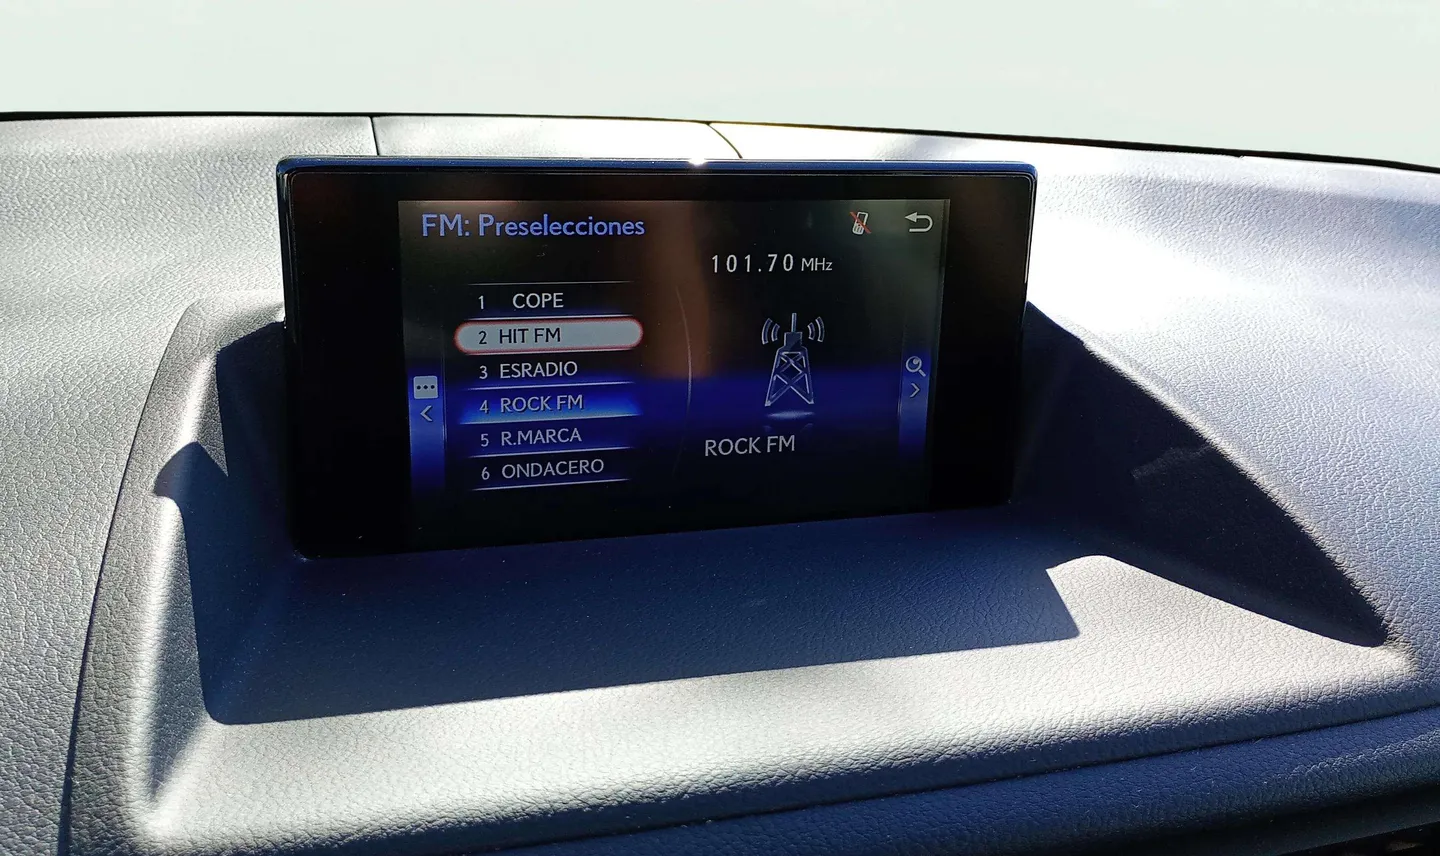 FM: Preselecciones
101.70 MHz
1 COPE
2 HIT FM
3 ESRADIO
4 ROCK FM
5 R.MARCA
6 ONDACERO
ROCK FM